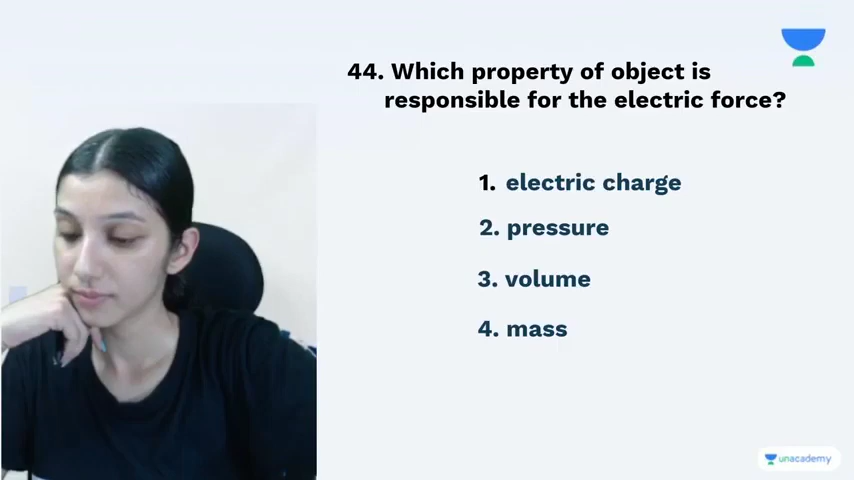 44. Which property of object is
responsible for the electric force?
1. electric charge
2. pressure
3. volume
4. mass
unacademy